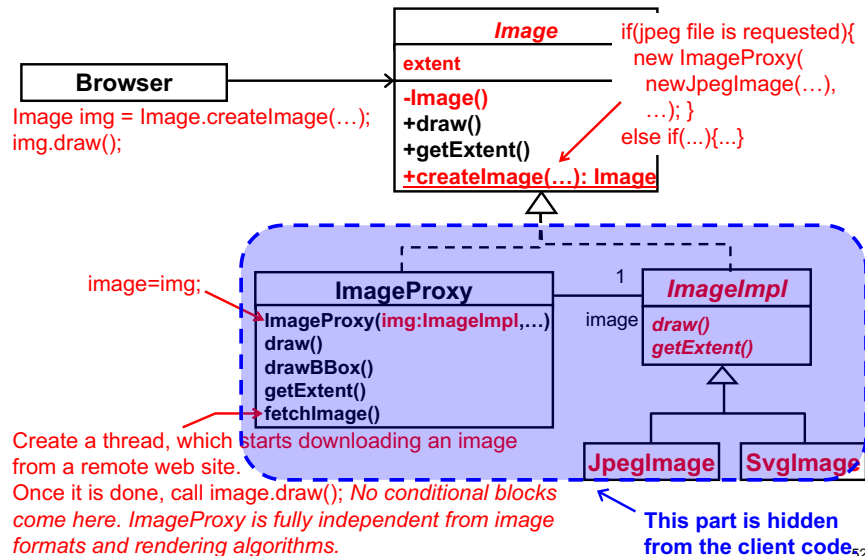 Image
extent
-Image()
+draw()
+getExtent()
+createImage(…): Image
if(jpeg file is requested){
new ImageProxy(
newJpegImage(…),
…); }
else if(...){...}
Browser
Image img = Image.createImage(…);
img.draw();
image=img;
ImageProxy
ImageProxy(img:ImageImpl,…)
draw()
drawBBox()
getExtent()
fetchImage()
1
image
ImageImpl
draw()
getExtent()
JpegImage
SvgImage
Create a thread, which starts downloading an image
from a remote web site.
Once it is done, call image.draw(); No conditional blocks
come here. ImageProxy is fully independent from image
formats and rendering algorithms.
This part is hidden
from the client code.
52